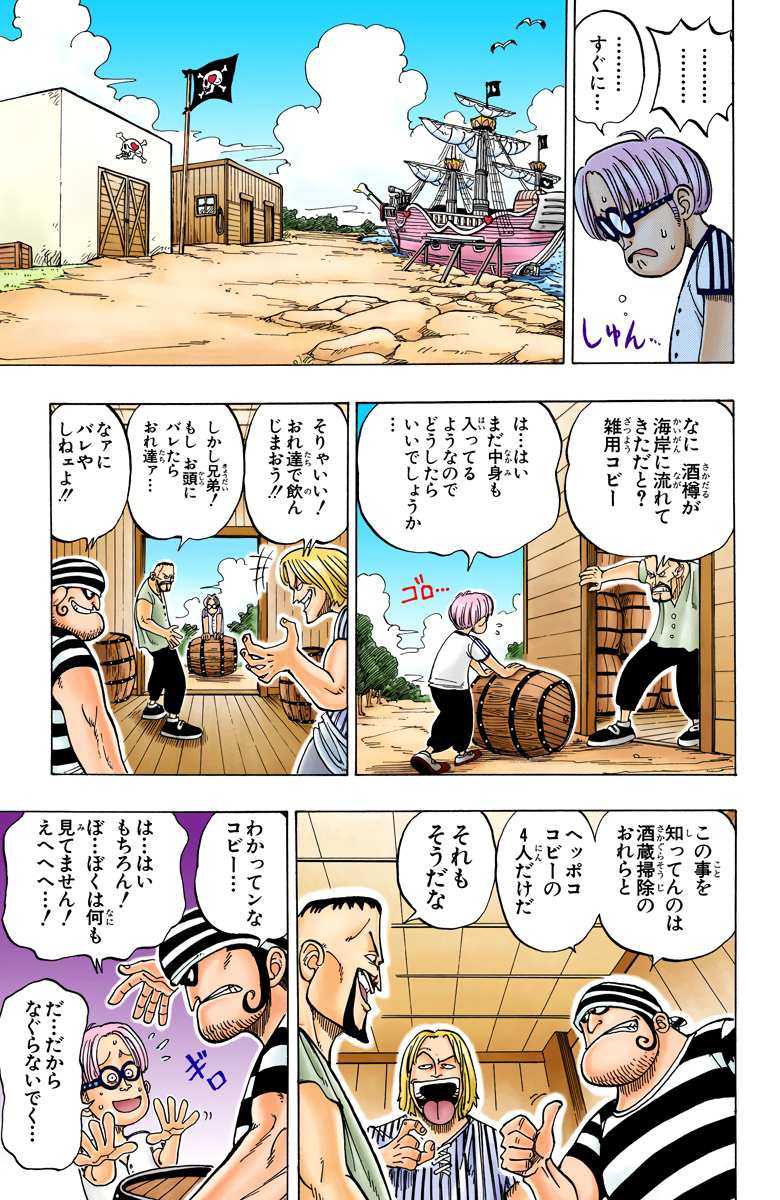 ………
………
すぐに…
しゅん…
なに 酒樽が
海岸に流れて
きただと？
雑用コビー
は…はい
まだ中身も
入ってる
ようなので
どうしたら
いいでしょうか
…
ゴロ…
そりゃいい！
おれ達で飲ん
じまおう!!
しかし兄弟！
もし お頭に
バレたら
おれ達ァ…
なァに
バレや
しねェよ!!
この事を
知ってんのは
酒蔵掃除の
おれらと
ヘッポコ
コビーの
4人だけだ
それも
そうだな
わかってンな
コビー…
は…はい
もちろん！
ぼ…ぼくは何も
見てません！
えへへへ…！
ギロ
だ…だから
なぐらないでく…